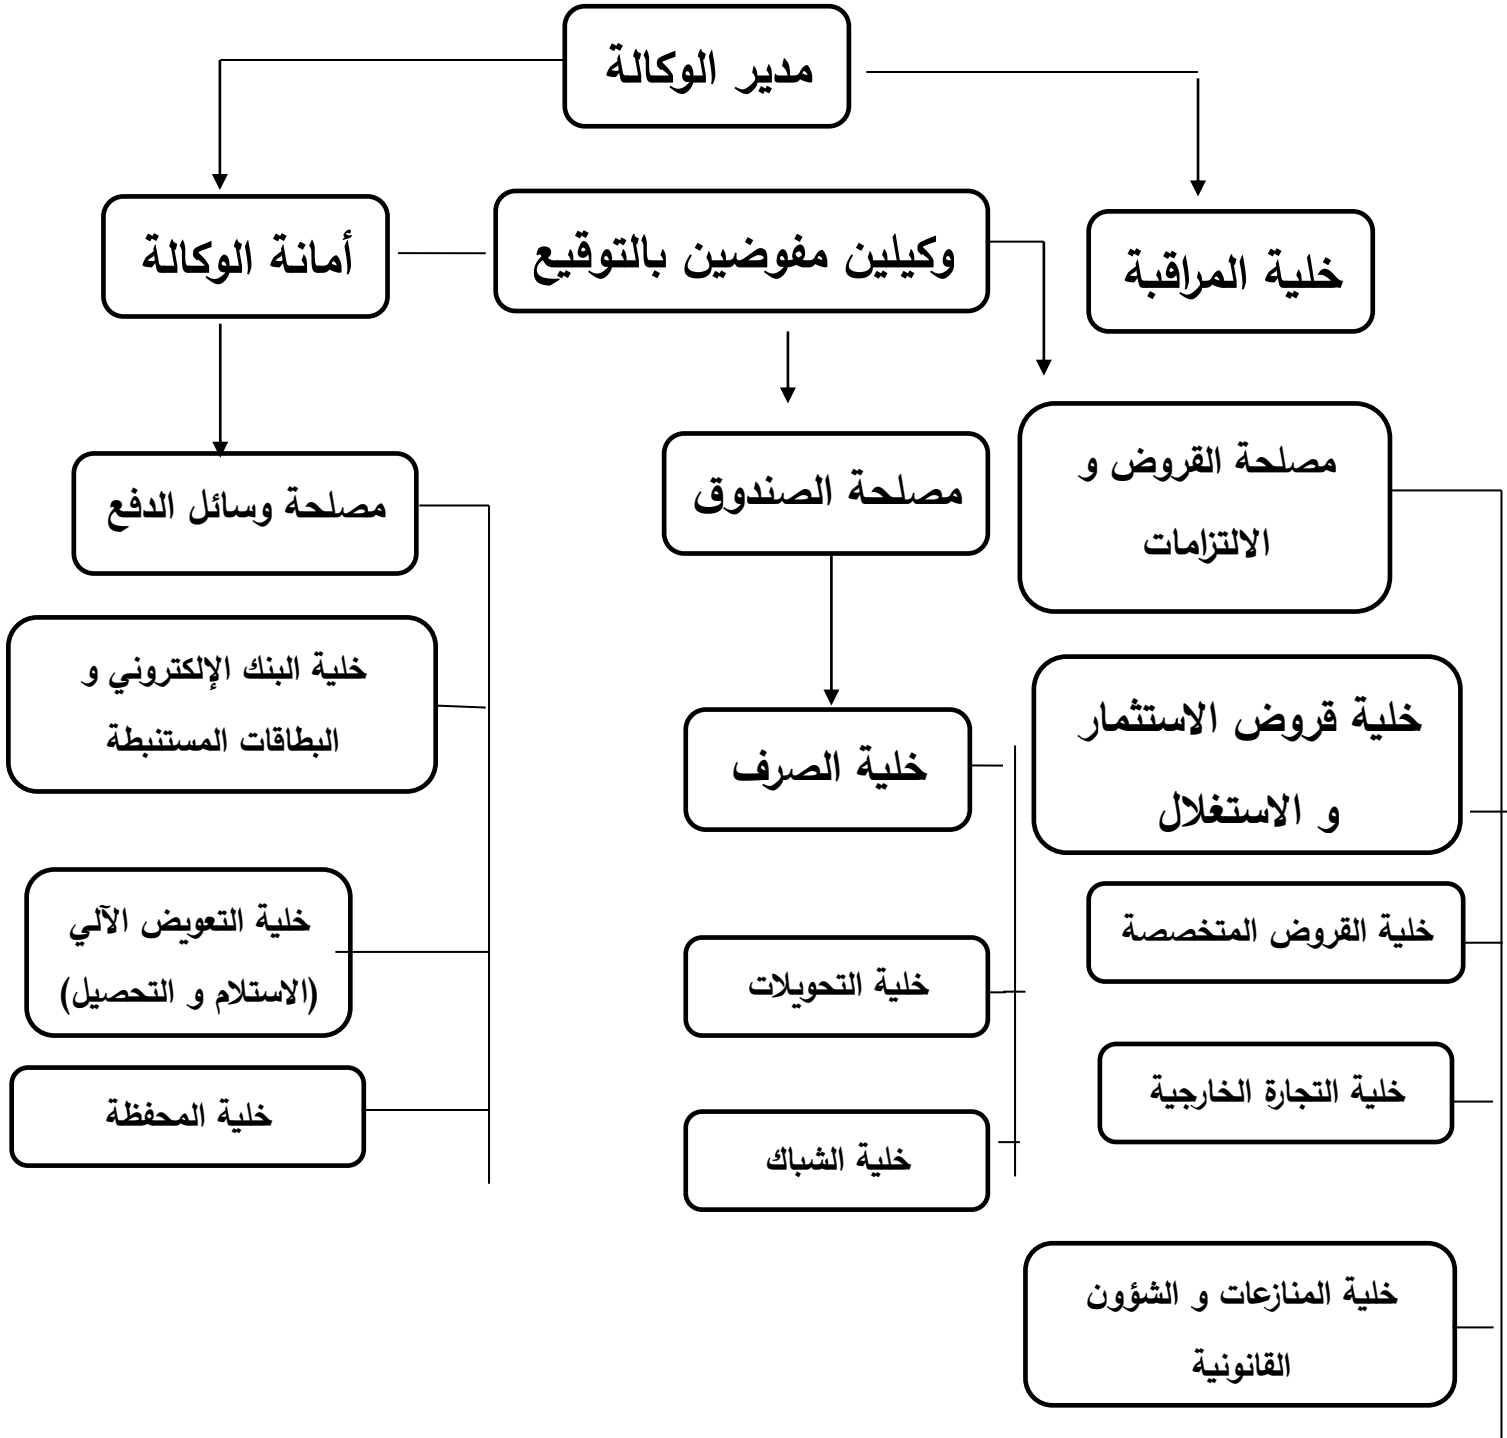 مدير الوكالة
خلية المراقبة
وكيلين مفوضين بالتوقيع
أمانة الوكالة
مصلحة القروض و
الالتزامات
مصلحة الصندوق
مصلحة وسائل الدفع
خلية قروض الاستثمار
و الاستغلال
خلية القروض المتخصصة
خلية التجارة الخارجية
خلية المنازعات و الشؤون
القانونية
خلية الصرف
خلية التحويلات
خلية الشباك
خلية البنك الإلكتروني و
البطاقات المستنبطة
خلية التعويض الآلي
(الاستلام و التحصيل)
خلية المحفظة